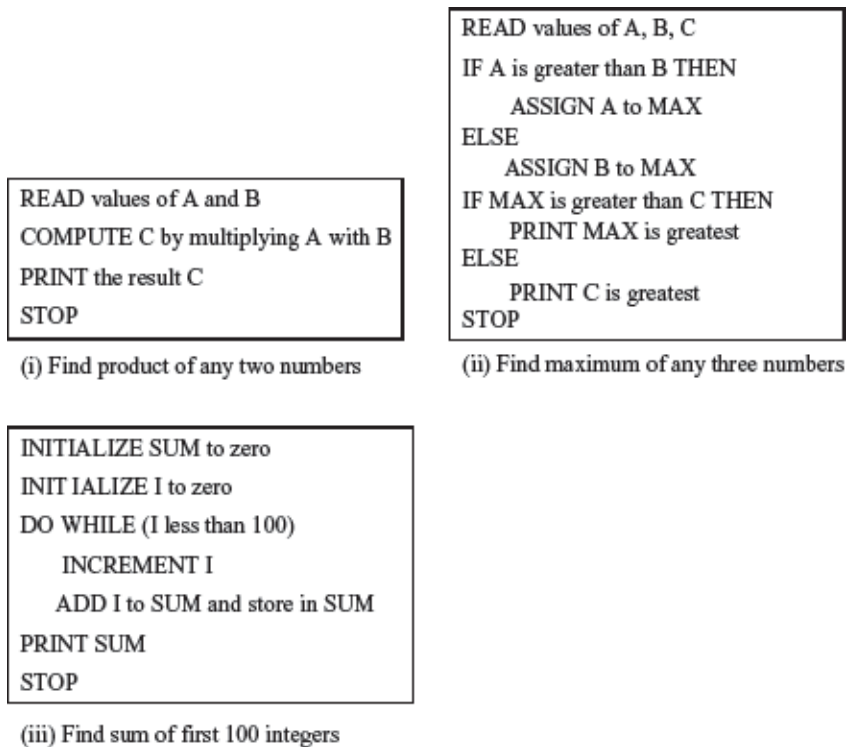 READ values of A and B
COMPUTE C by multiplying A with B
PRINT the result C
STOP
(i) Find product of any two numbers
READ values of A, B, C
IF A is greater than B THEN
ASSIGN A to MAX
ELSE
ASSIGN B to MAX
IF MAX is greater than C THEN
PRINT MAX is greatest
ELSE
PRINT C is greatest
STOP
(ii) Find maximum of any three numbers
INITIALIZE SUM to zero
INIT IALIZE I to zero
DO WHILE (I less than 100)
INCREMENT I
ADD I to SUM and store in SUM
PRINT SUM
STOP
(iii) Find sum of first 100 integers